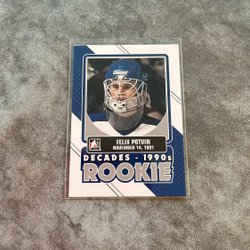 FELIX POTVIN
NOVEMBER 14, 1991
DECADES - 1990s
ROOKIE